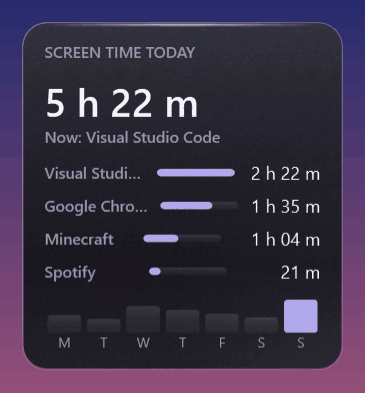 SCREEN TIME TODAY
5 h 22 m
Now: Visual Studio Code
Visual Studi... 2 h 22 m
Google Chro... 1 h 35 m
Minecraft 1 h 04 m
Spotify 21 m
M T W T F S S